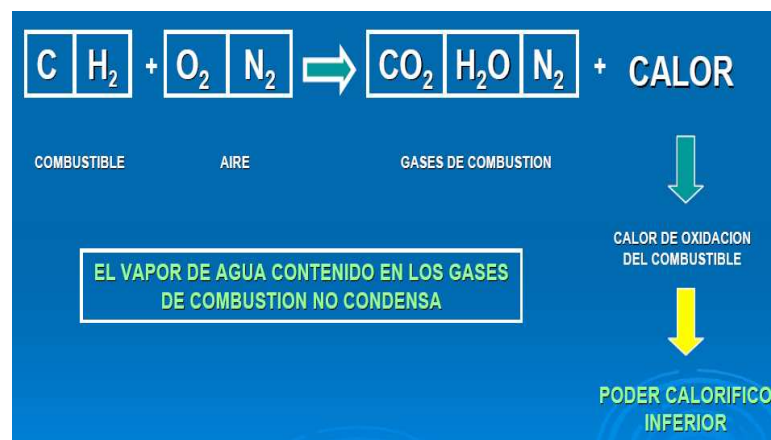 C H₂ + O₂ N₂ CO₂ H₂O N₂ + CALOR
COMBUSTIBLE AIRE GASES DE COMBUSTION
CALOR DE OXIDACION
DEL COMBUSTIBLE
EL VAPOR DE AGUA CONTENIDO EN LOS GASES
DE COMBUSTION NO CONDENSA
PODER CALORIFICO
INFERIOR